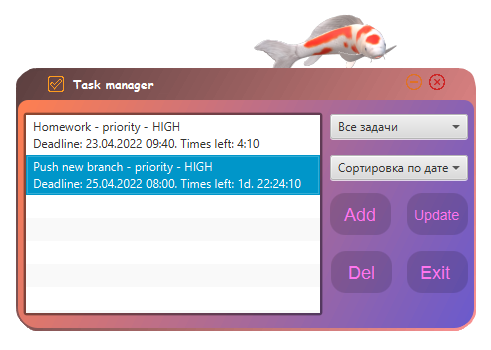 Task manager
Homework - priority - HIGH
Deadline: 23.04.2022 09:40. Times left: 4:10
Push new branch - priority - HIGH
Deadline: 25.04.2022 08:00. Times left: 1d. 22:24:10
Все задачи
Сортировка по дате
Add
Update
Del
Exit